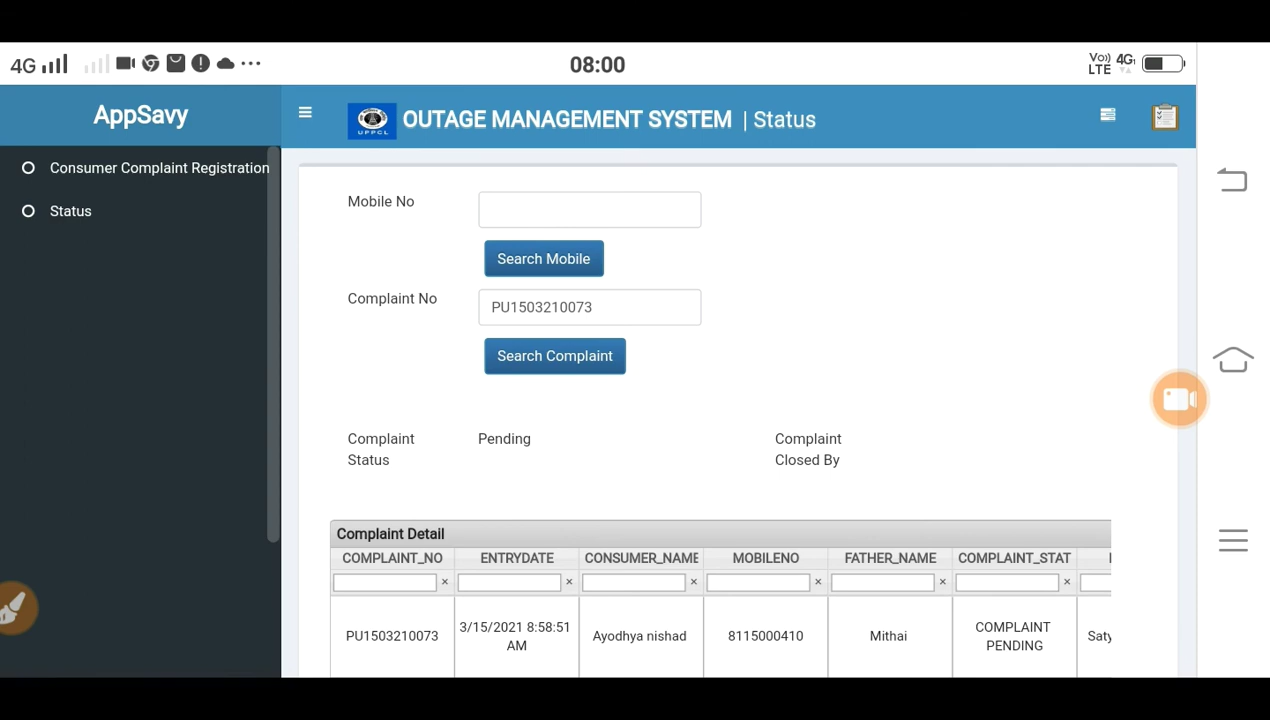 4G
08:00
Vo)) 4G
LTE
AppSavy
UPPCL
OUTAGE MANAGEMENT SYSTEM | Status
Consumer Complaint Registration
Status
Mobile No
Search Mobile
Complaint No
PU1503210073
Search Complaint
Complaint Status
Pending
Complaint Closed By
Complaint Detail
COMPLAINT_NO ENTRYDATE CONSUMER_NAME MOBILENO FATHER_NAME COMPLAINT_STAT
× × × × × ×
PU1503210073 3/15/2021 8:58:51 AM Ayodhya nishad 8115000410 Mithai COMPLAINT PENDING Saty